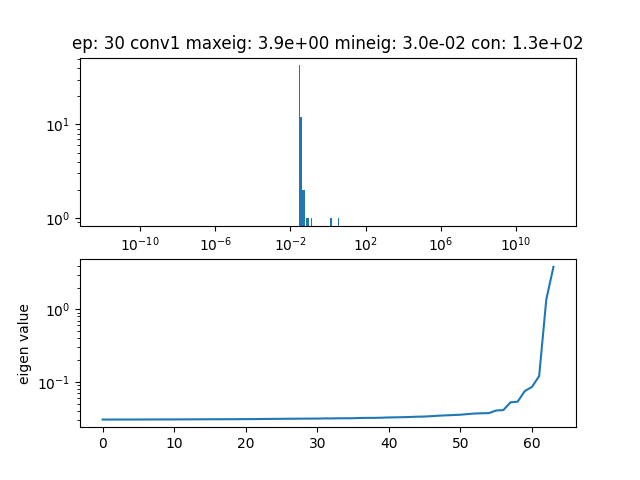 ep: 30 conv1 maxeig: 3.9e+00 mineig: 3.0e-02 con: 1.3e+02
10¹
10⁰
10⁻¹⁰ 10⁻⁶ 10⁻² 10² 10⁶ 10¹⁰
eigen value
10⁰
10⁻¹
0 10 20 30 40 50 60